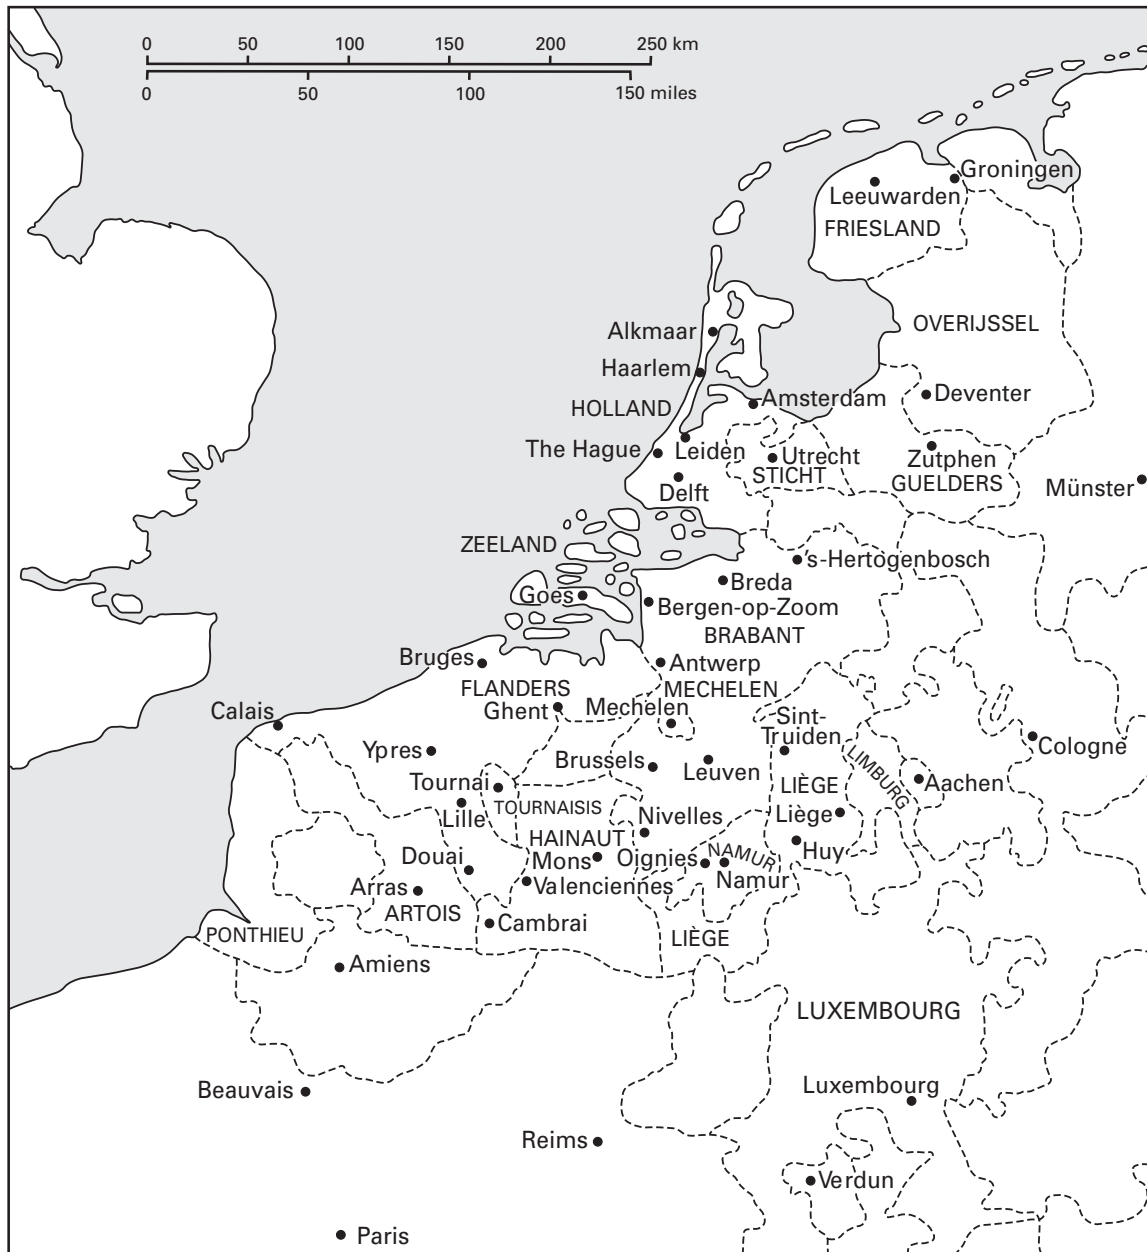 0 50 100 150 200 250 km
0 50 100 150 miles
Groningen
Leeuwarden
FRIESLAND
OVERIJSSEL
Alkmaar
Haarlem
HOLLAND
Amsterdam
Deventer
The Hague
Leiden
Utrecht
STICHT
Zutphen
GUELDERS
Delft
Münster
ZEELAND
's-Hertogenbosch
Breda
Goes
Bergen-op-Zoom
BRABANT
Bruges
Antwerp
FLANDERS
MECHELEN
Ghent
Mechelen
Calais
Sint-
Truiden
Cologne
Ypres
Brussels
Leuven
LIMBURG
Tournai
LIÈGE
Aachen
TOURNAISIS
Lille
Nivelles
Liège
HAINAUT
Douai
Mons
Oignies
NAMUR
Huy
Arras
Valenciennes
Namur
ARTOIS
Cambrai
PONTHIEU
LIÈGE
Amiens
LUXEMBOURG
Beauvais
Luxembourg
Reims
Verdun
Paris